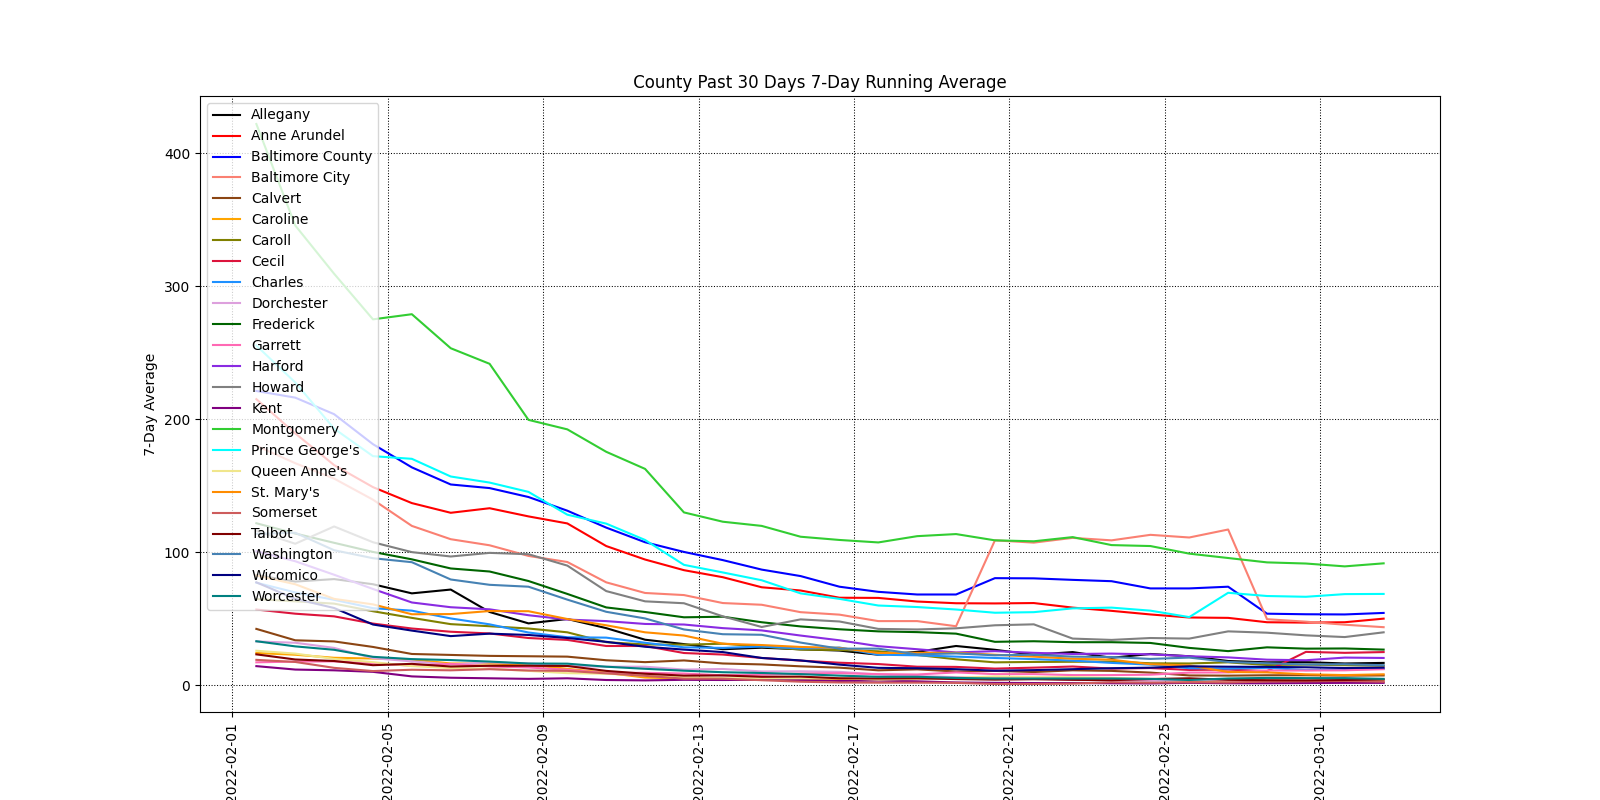 County Past 30 Days 7-Day Running Average
Allegany
Anne Arundel
Baltimore County
Baltimore City
Calvert
Caroline
Caroll
Cecil
Charles
Dorchester
Frederick
Garrett
Harford
Howard
Kent
Montgomery
Prince George's
Queen Anne's
St. Mary's
Somerset
Talbot
Washington
Wicomico
Worcester
7-Day Average
400
300
200
100
0
2022-02-01
2022-02-05
2022-02-09
2022-02-13
2022-02-17
2022-02-21
2022-02-25
2022-03-01